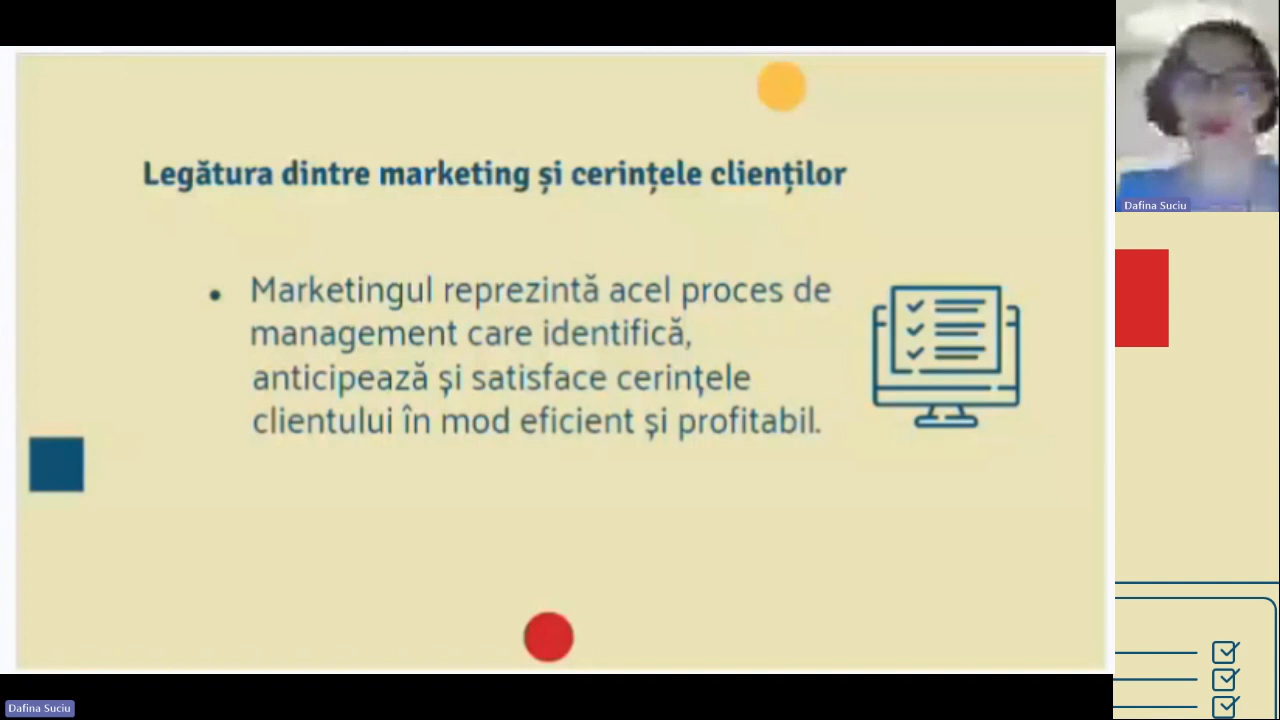 Legătura dintre marketing și cerințele clienților
• Marketingul reprezintă acel proces de
management care identifică,
anticipează și satisface cerințele
clientului în mod eficient și profitabil.
Dafina Suciu
Dafina Suciu